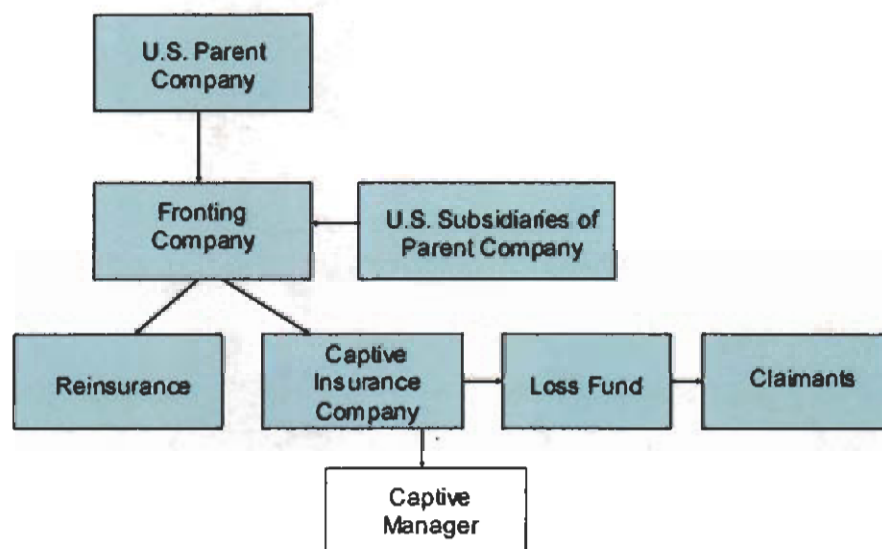 U.S. Parent
Company
Fronting
Company
U.S. Subsidiaries of
Parent Company
Reinsurance
Captive
Insurance
Company
Loss Fund
Claimants
Captive
Manager